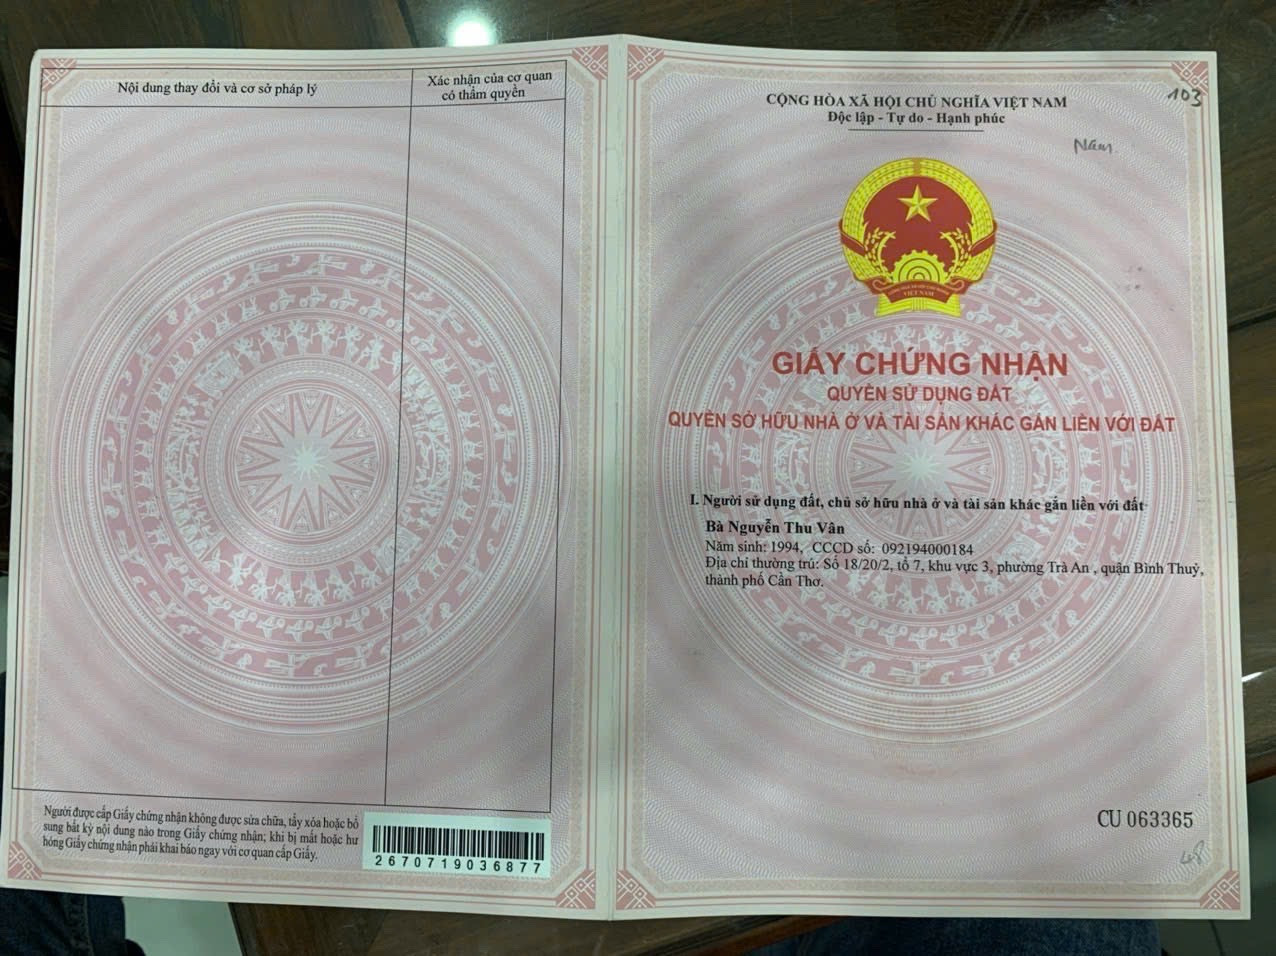 Nội dung thay đổi và cơ sở pháp lý
Xác nhận của cơ quan
có thẩm quyền
Người được cấp Giấy chứng nhận không được sửa chữa, tẩy xóa hoặc bổ
sung bất kỳ nội dung nào trong Giấy chứng nhận; khi bị mất hoặc hư
hỏng Giấy chứng nhận phải khai báo ngay với cơ quan cấp Giấy.
2670719036877
103
CỘNG HÒA XÃ HỘI CHỦ NGHĨA VIỆT NAM
Độc lập - Tự do - Hạnh phúc
Năm
VIỆT NAM
GIẤY CHỨNG NHẬN
QUYỀN SỬ DỤNG ĐẤT
QUYỀN SỞ HỮU NHÀ Ở VÀ TÀI SẢN KHÁC GẮN LIỀN VỚI ĐẤT
I. Người sử dụng đất, chủ sở hữu nhà ở và tài sản khác gắn liền với đất
Bà Nguyễn Thu Vân
Năm sinh: 1994, CCCD số: 092194000184
Địa chỉ thường trú: Số 18/20/2, tổ 7, khu vực 3, phường Trà An , quận Bình Thuỷ,
thành phố Cần Thơ.
CU 063365